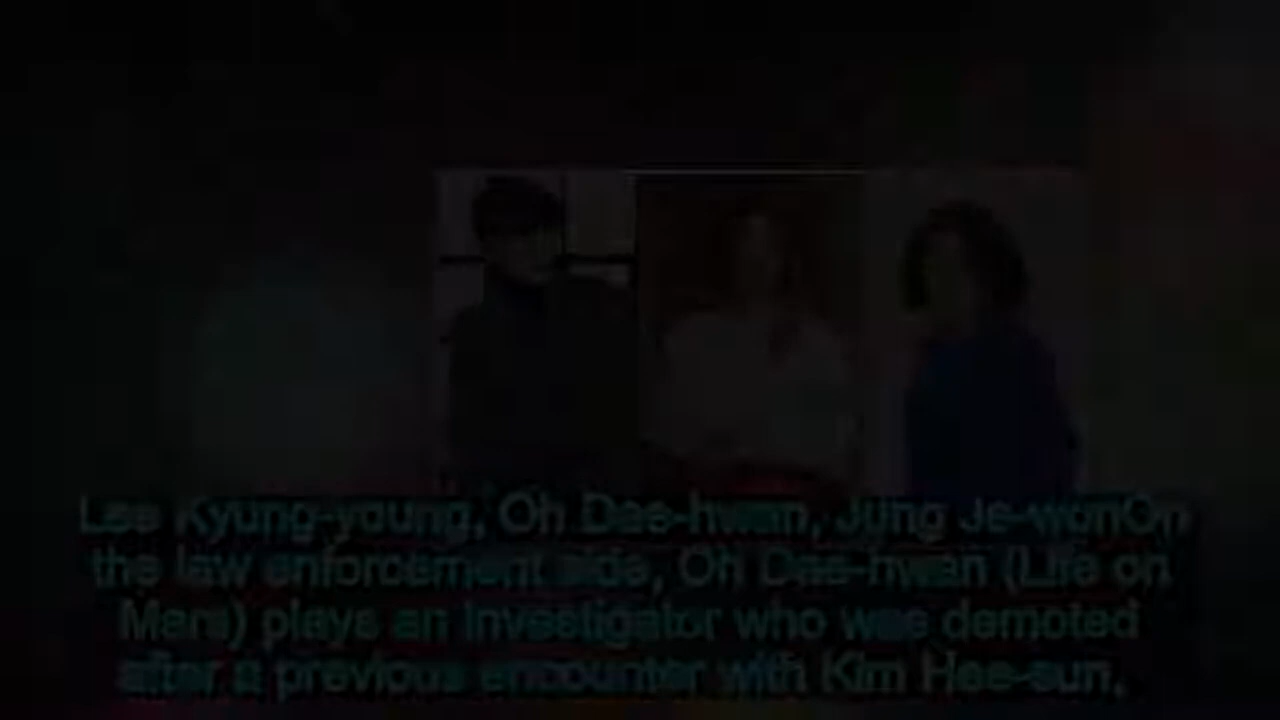 Lee Kyung-young, Oh Dae-hwan, Jung Je-wonOn
the law enforcement side, Oh Dae-hwan (Life on
Mars) plays an investigator who was demoted
after a previous encounter with Kim Hee-sun,